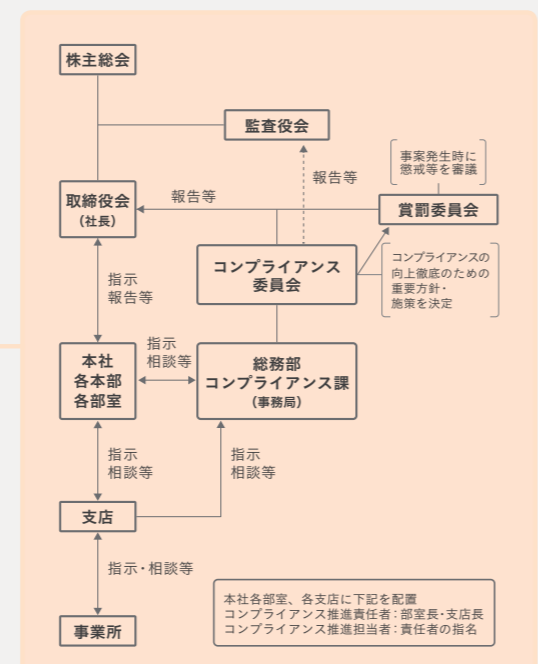 株主総会
監査役会
事案発生時に
懲戒等を審議
報告等
取締役会
(社長)
報告等
賞罰委員会
コンプライアンス
委員会
コンプライアンスの
向上徹底のための
重要方針・
施策を決定
指示
報告等
本社
各本部
各部室
指示
相談等
総務部
コンプライアンス課
(事務局)
指示
相談等
指示
相談等
支店
指示・相談等
事業所
本社各部室、各支店に下記を配置
コンプライアンス推進責任者：部室長・支店長
コンプライアンス推進担当者：責任者の指名